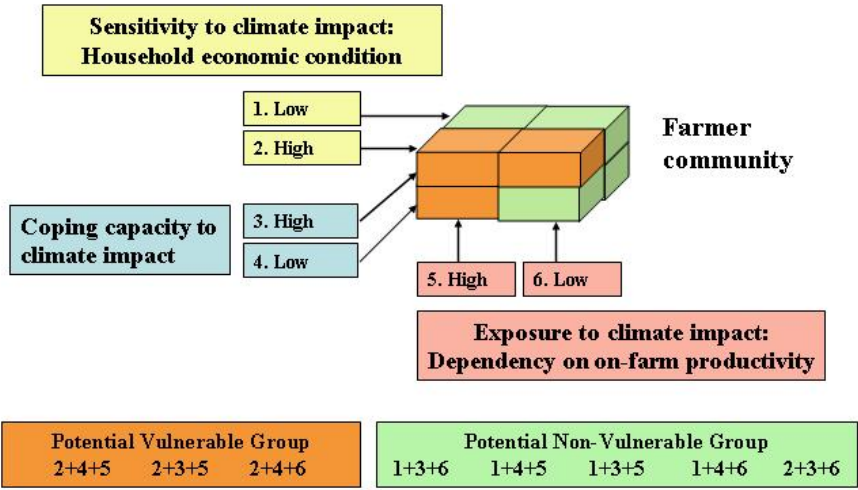 Sensitivity to climate impact:
Household economic condition
1. Low
2. High
Farmer
community
Coping capacity to
climate impact
3. High
4. Low
5. High
6. Low
Exposure to climate impact:
Dependency on on-farm productivity
Potential Vulnerable Group
2+4+5 2+3+5 2+4+6
Potential Non-Vulnerable Group
1+3+6 1+4+5 1+3+5 1+4+6 2+3+6